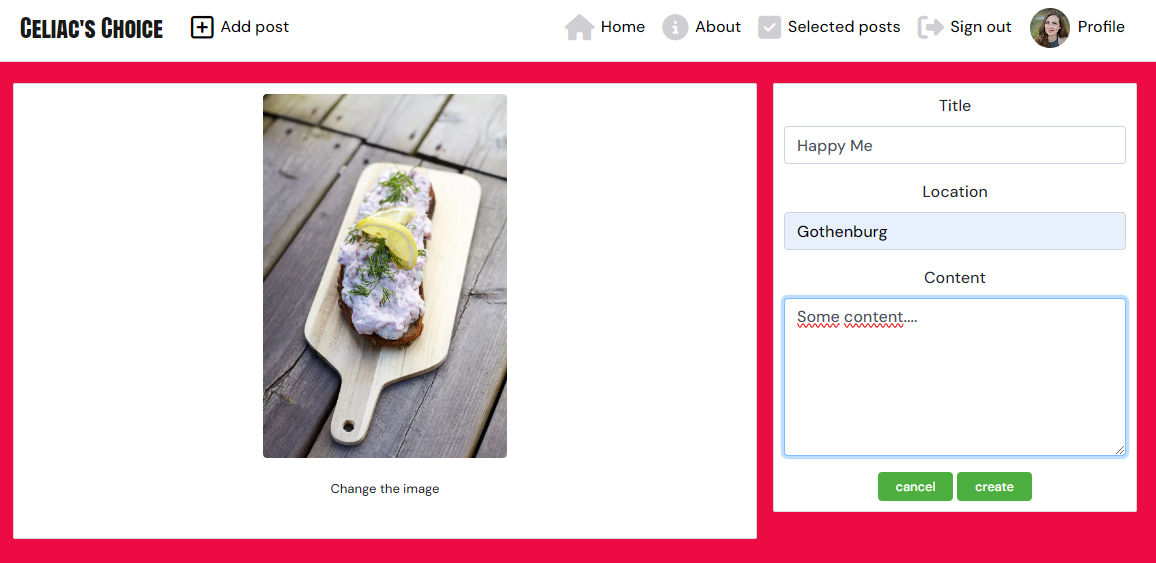 Celiac's Choice Add post Home About Selected posts Sign out Profile
Title
Happy Me
Location
Gothenburg
Content
Some content....
Change the image
cancel create